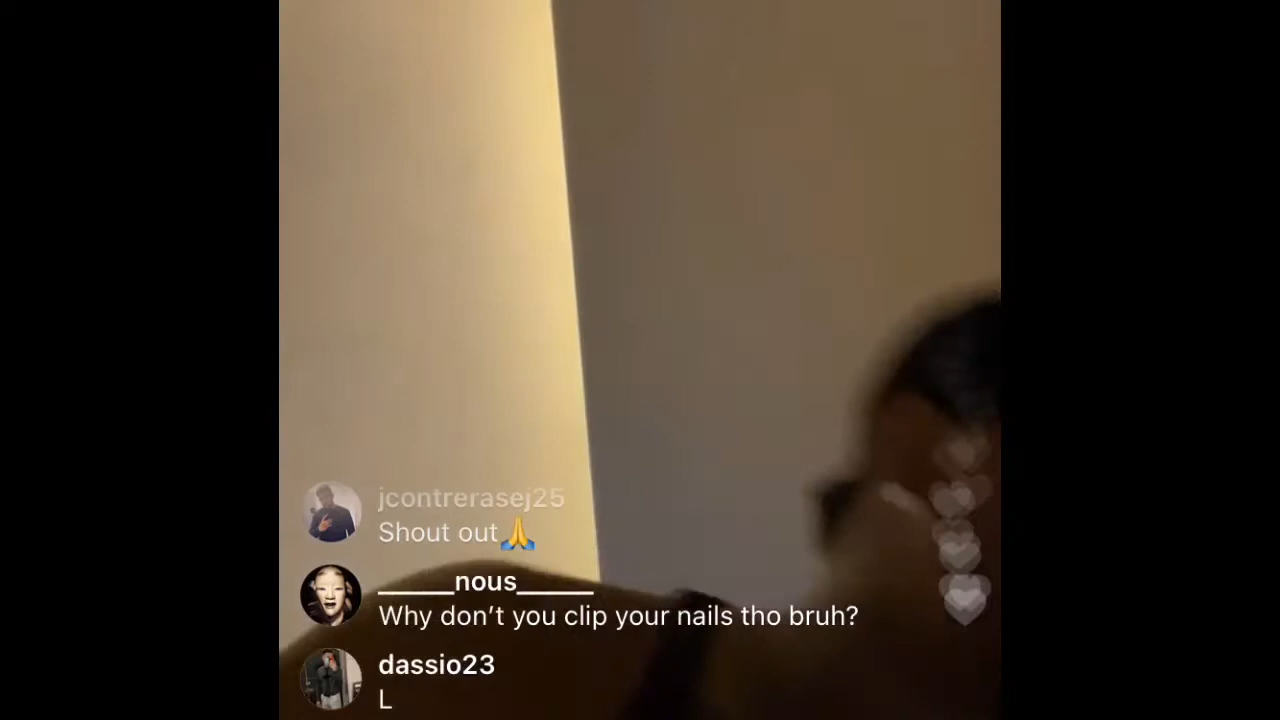 jcontrerasej25
Shout out🙏
______nous______
Why don’t you clip your nails tho bruh?
dassio23
L